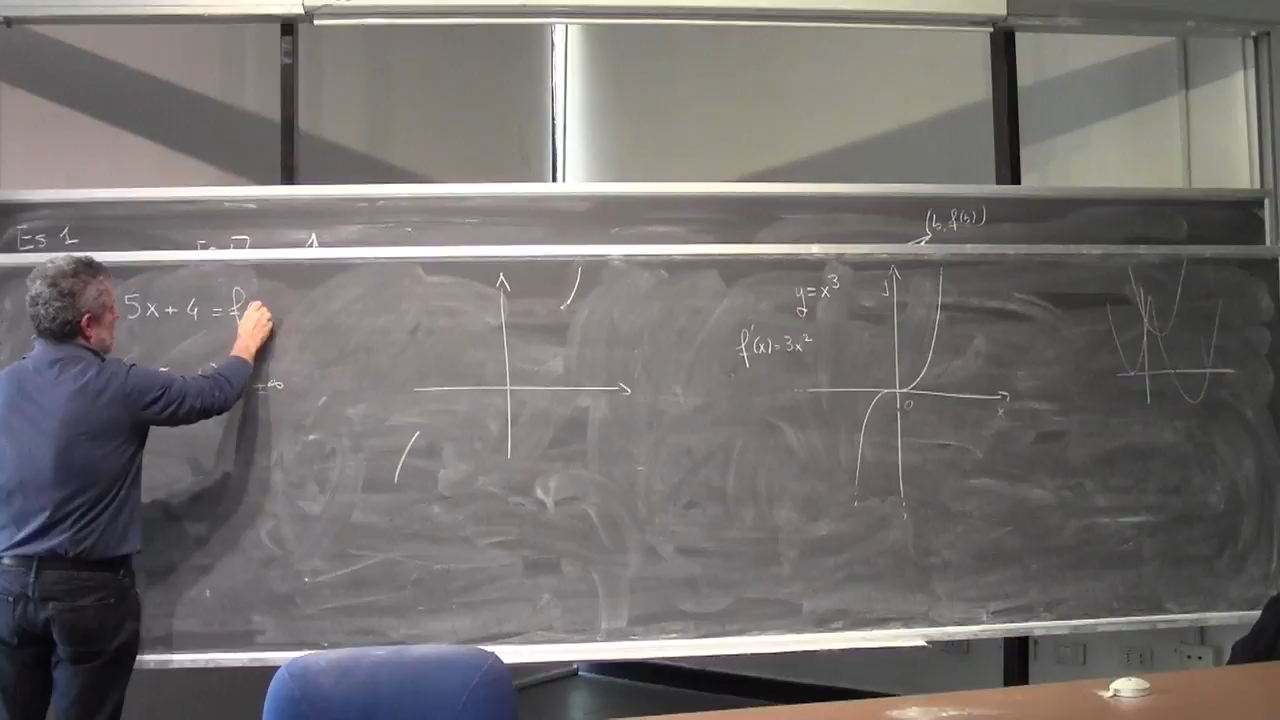 Es 1
(b, f(b))
5x + 4 = f
±∞
y = x³
f'(x) = 3x²
y
0
x